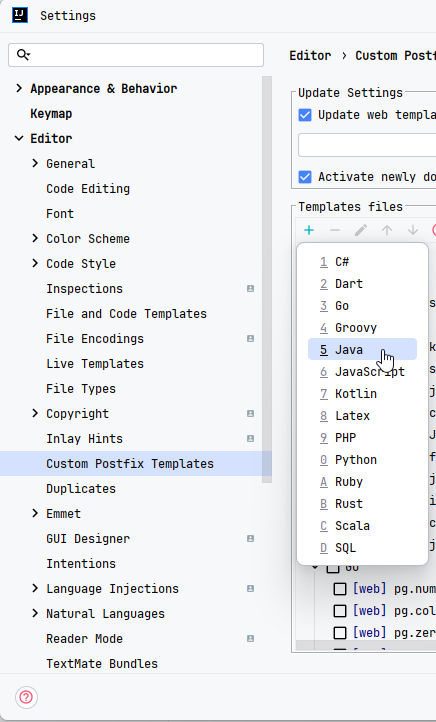 Settings
Appearance & Behavior
Keymap
Editor
General
Code Editing
Font
Color Scheme
Code Style
Inspections
File and Code Templates
File Encodings
Live Templates
File Types
Copyright
Inlay Hints
Custom Postfix Templates
Duplicates
Emmet
GUI Designer
Intentions
Language Injections
Natural Languages
Reader Mode
TextMate Bundles
Editor › Custom Postf
Update Settings
Update web templa
Activate newly do
Templates files
1 C#
2 Dart
3 Go
4 Groovy
5 Java
6 JavaScript
7 Kotlin
8 Latex
9 PHP
0 Python
A Ruby
B Rust
C Scala
D SQL
Go
[web] pg.num
[web] pg.col
[web] pg.zer